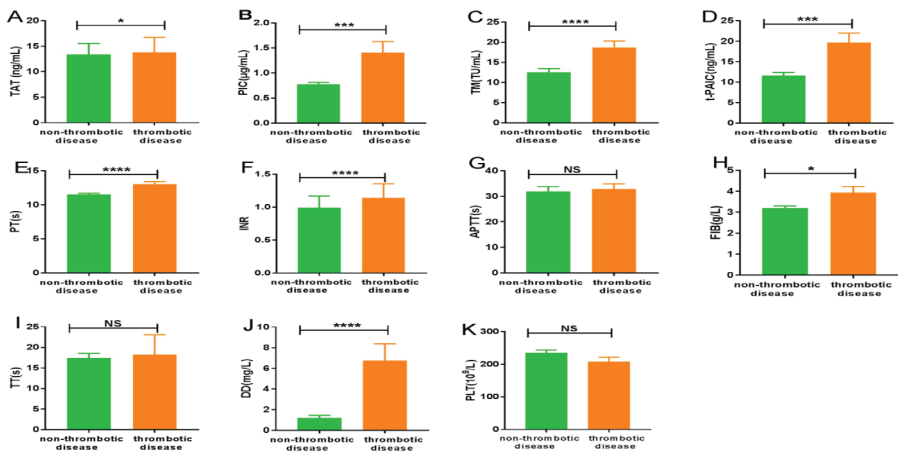 A
*
TAT (ng/mL)
20
15
10
5
0
non-thrombotic disease
thrombotic disease
B
***
PIC(μg/mL)
2.0
1.5
1.0
0.5
0.0
non-thrombotic disease
thrombotic disease
C
****
TM(TU/mL)
25
20
15
10
5
0
non-thrombotic disease
thrombotic disease
D
***
t-PAIC(ng/mL)
25
20
15
10
5
0
non-thrombotic disease
thrombotic disease
E
****
PT(s)
15
10
5
0
non-thrombotic disease
thrombotic disease
F
****
INR
1.5
1.0
0.5
0.0
non-thrombotic disease
thrombotic disease
G
NS
APTT(s)
40
30
20
10
0
non-thrombotic disease
thrombotic disease
H
*
FIB(g/L)
5
4
3
2
1
0
non-thrombotic disease
thrombotic disease
I
NS
TT(s)
25
20
15
10
5
0
non-thrombotic disease
thrombotic disease
J
****
DD(mg/L)
10
8
6
4
2
0
non-thrombotic disease
thrombotic disease
K
NS
PLT(10⁹/L)
300
200
100
0
non-thrombotic disease
thrombotic disease